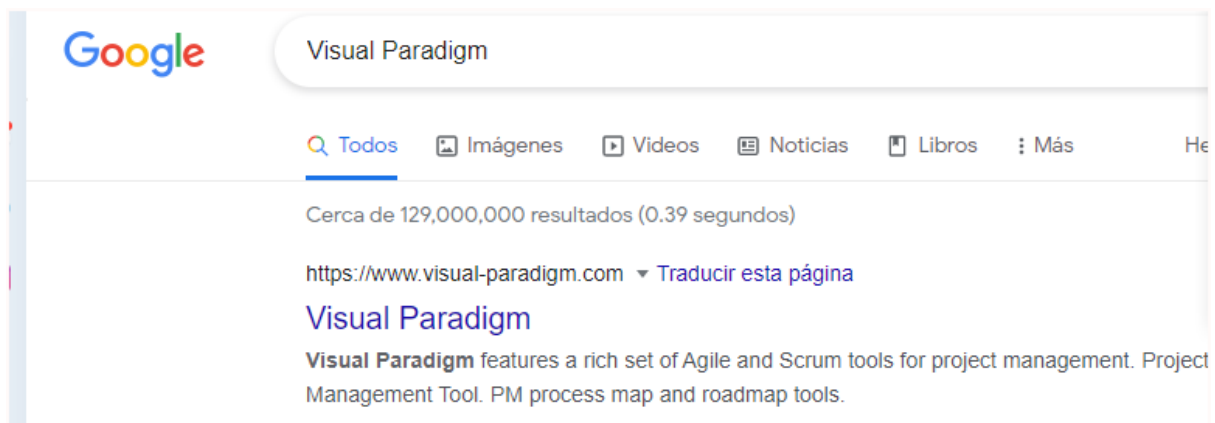 Google
Visual Paradigm
Todos Imágenes Videos Noticias Libros Más He
Cerca de 129,000,000 resultados (0.39 segundos)
https://www.visual-paradigm.com Traducir esta página
Visual Paradigm
Visual Paradigm features a rich set of Agile and Scrum tools for project management. Project
Management Tool. PM process map and roadmap tools.